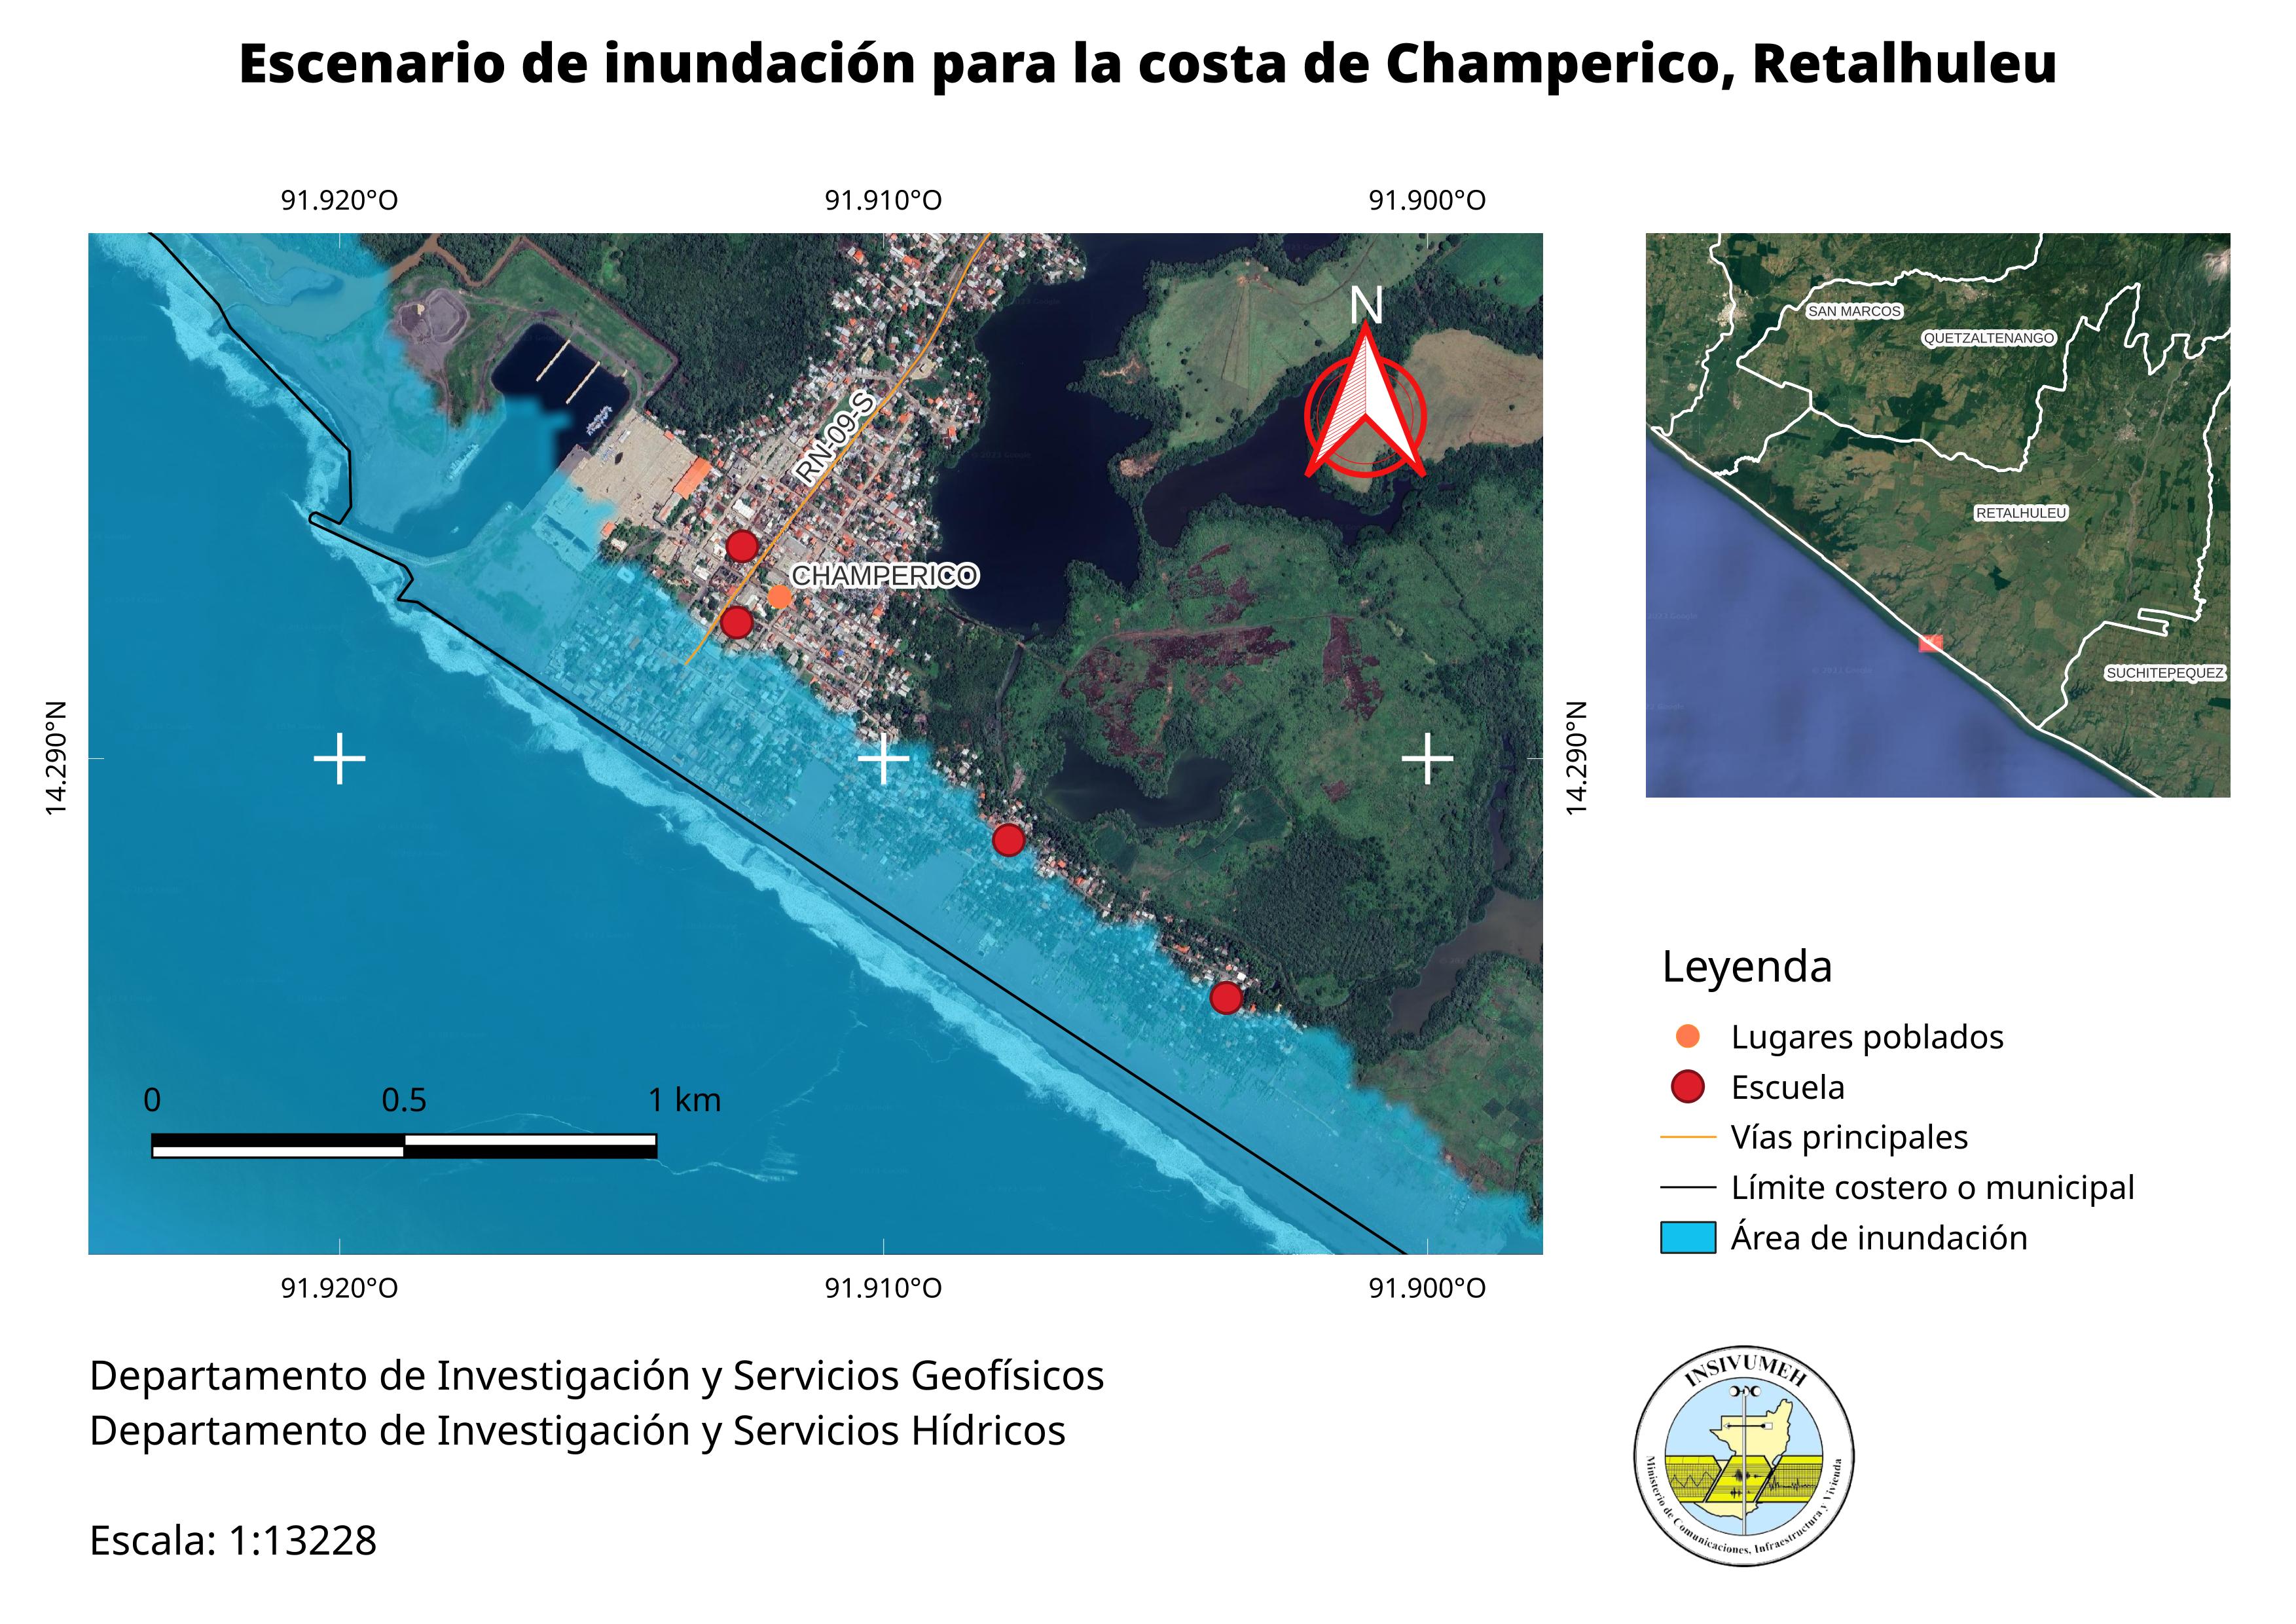 Escenario de inundación para la costa de Champerico, Retalhuleu
91.920°O 91.910°O 91.900°O
N
RN-09-S
CHAMPERICO
14.290°N
14.290°N
0 0.5 1 km
91.920°O 91.910°O 91.900°O
SAN MARCOS
QUETZALTENANGO
RETALHULEU
SUCHITEPEQUEZ
Leyenda
Lugares poblados
Escuela
Vías principales
Límite costero o municipal
Área de inundación
Departamento de Investigación y Servicios Geofísicos
Departamento de Investigación y Servicios Hídricos
Escala: 1:13228
INSIVUMEH
Ministerio de Comunicaciones, Infraestructura y Vivienda